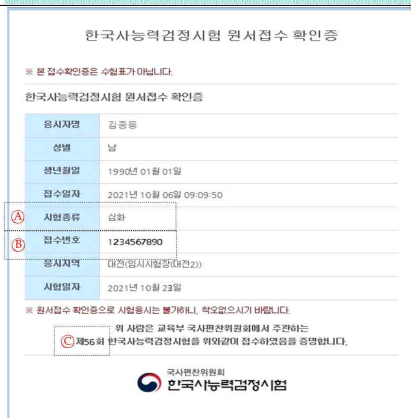 한국사능력검정시험 원서접수 확인증
※ 본 접수확인증은 수험표가 아닙니다.
한국사능력검정시험 원서접수 확인증
응시자명 김중등
성별 남
생년월일 1990년 01월 01일
접수일자 2021년 10월 06일 09:09:50
Ⓐ 시험종류 심화
Ⓑ 접수번호 1234567890
응시지역 대전(임시시험장(대전2))
시험일자 2021년 10월 23일
※ 원서접수 확인증으로 시험응시는 불가하니, 착오없으시기 바랍니다.
위 사람은 교육부 국사편찬위원회에서 주관하는
Ⓒ 제56회 한국사능력검정시험을 위와같이 접수하였음을 증명합니다.
국사편찬위원회
한국사능력검정시험